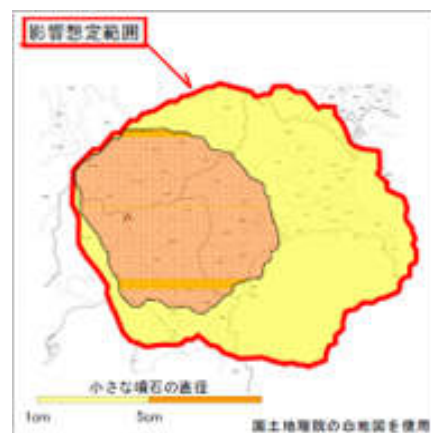 影響想定範囲
小さな噴石の直径
1cm
5cm
国土地理院の白地図を使用